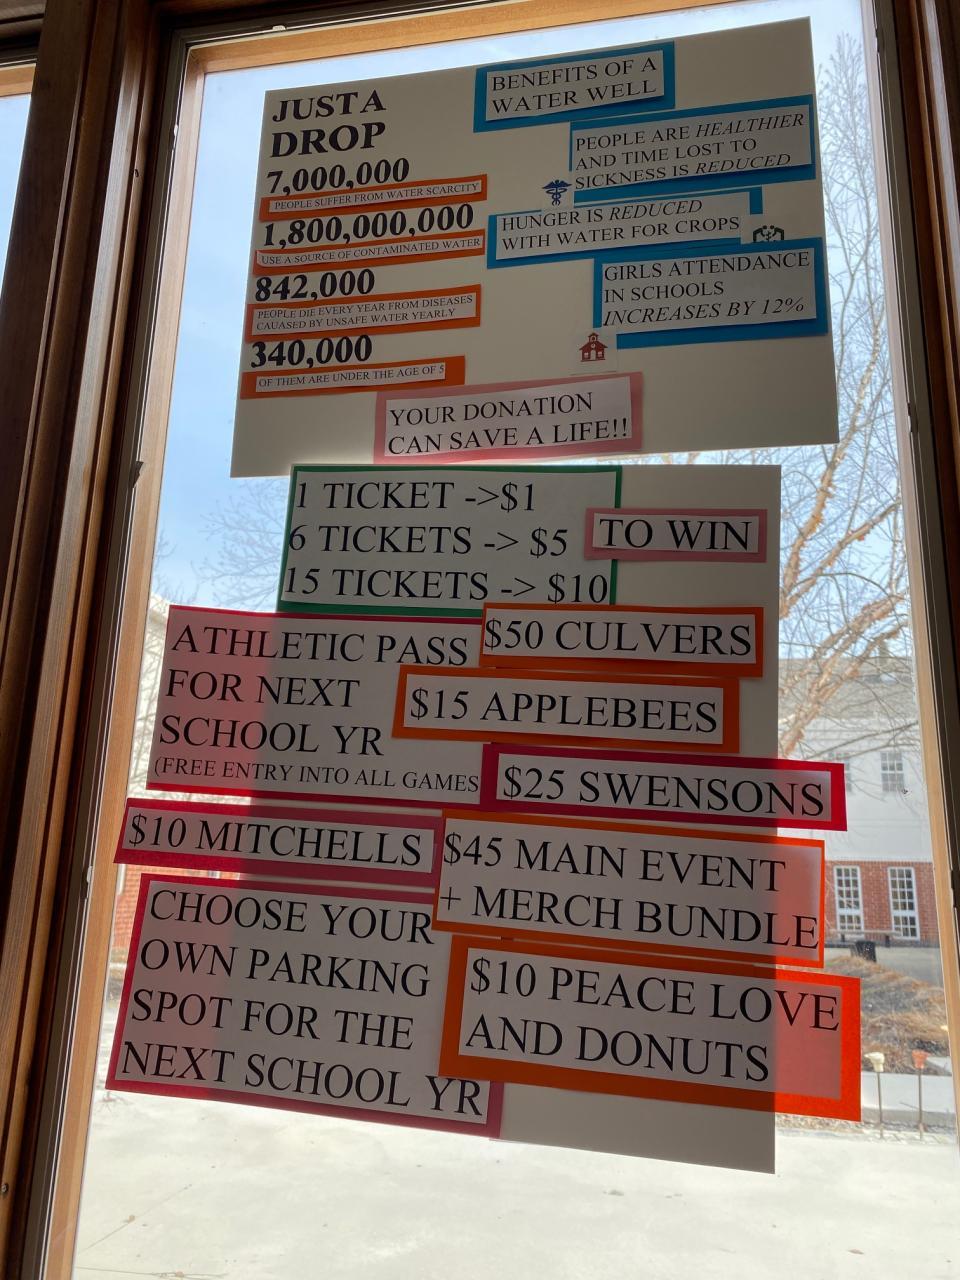 JUST A
DROP
7,000,000
PEOPLE SUFFER FROM WATER SCARCITY
1,800,000,000
USE A SOURCE OF CONTAMINATED WATER
842,000
PEOPLE DIE EVERY YEAR FROM DISEASES
CAUASED BY UNSAFE WATER YEARLY
340,000
OF THEM ARE UNDER THE AGE OF 5
BENEFITS OF A
WATER WELL
PEOPLE ARE HEALTHIER
AND TIME LOST TO
SICKNESS IS REDUCED
HUNGER IS REDUCED
WITH WATER FOR CROPS
GIRLS ATTENDANCE
IN SCHOOLS
INCREASES BY 12%
YOUR DONATION
CAN SAVE A LIFE!!
1 TICKET ->$1
6 TICKETS -> $5
15 TICKETS -> $10
TO WIN
ATHLETIC PASS
FOR NEXT
SCHOOL YR
(FREE ENTRY INTO ALL GAMES
$50 CULVERS
$15 APPLEBEES
$25 SWENSONS
$10 MITCHELLS
$45 MAIN EVENT
+ MERCH BUNDLE
CHOOSE YOUR
OWN PARKING
SPOT FOR THE
NEXT SCHOOL YR
$10 PEACE LOVE
AND DONUTS